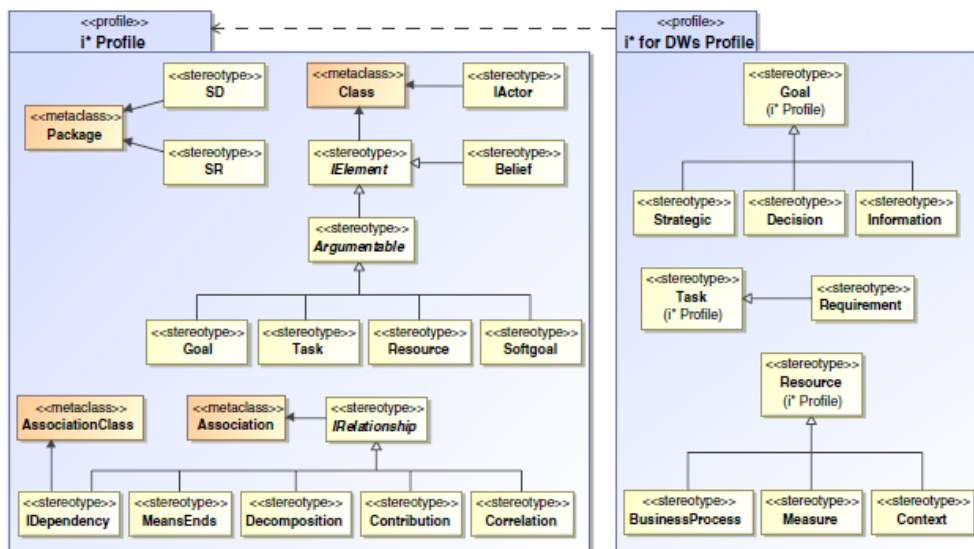 <<profile>>
i* Profile
<<stereotype>>
SD
<<metaclass>>
Package
<<stereotype>>
SR
<<metaclass>>
Class
<<stereotype>>
IActor
<<stereotype>>
IElement
<<stereotype>>
Belief
<<stereotype>>
Argumentable
<<stereotype>>
Goal
<<stereotype>>
Task
<<stereotype>>
Resource
<<stereotype>>
Softgoal
<<metaclass>>
AssociationClass
<<metaclass>>
Association
<<stereotype>>
IRelationship
<<stereotype>>
IDependency
<<stereotype>>
MeansEnds
<<stereotype>>
Decomposition
<<stereotype>>
Contribution
<<stereotype>>
Correlation
<<profile>>
i* for DWs Profile
<<stereotype>>
Goal
(i* Profile)
<<stereotype>>
Strategic
<<stereotype>>
Decision
<<stereotype>>
Information
<<stereotype>>
Task
(i* Profile)
<<stereotype>>
Requirement
<<stereotype>>
Resource
(i* Profile)
<<stereotype>>
BusinessProcess
<<stereotype>>
Measure
<<stereotype>>
Context